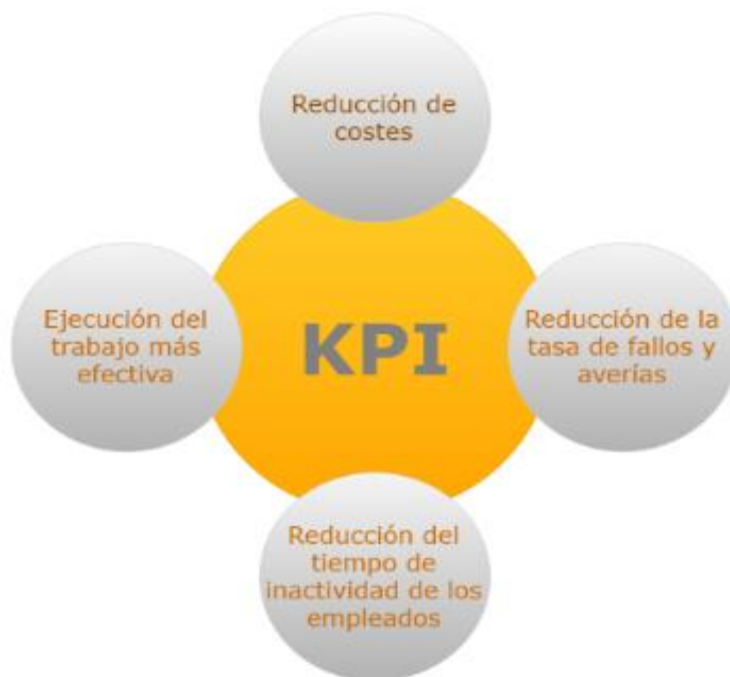 Reducción de
costes
Ejecución del
trabajo más
efectiva
KPI
Reducción de la
tasa de fallos y
averías
Reducción del
tiempo de
inactividad de los
empleados